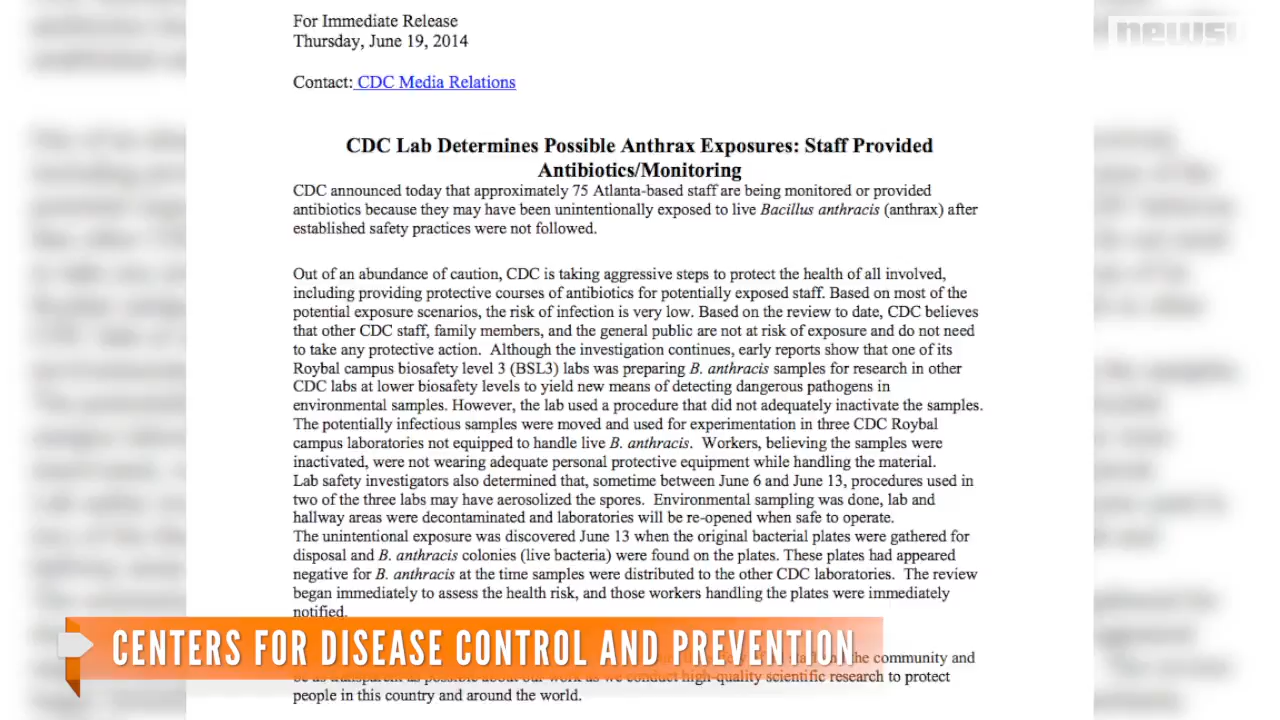 For Immediate Release
Thursday, June 19, 2014
Contact: CDC Media Relations
CDC Lab Determines Possible Anthrax Exposures: Staff Provided
Antibiotics/Monitoring
CDC announced today that approximately 75 Atlanta-based staff are being monitored or provided
antibiotics because they may have been unintentionally exposed to live Bacillus anthracis (anthrax) after
established safety practices were not followed.
Out of an abundance of caution, CDC is taking aggressive steps to protect the health of all involved,
including providing protective courses of antibiotics for potentially exposed staff. Based on most of the
potential exposure scenarios, the risk of infection is very low. Based on the review to date, CDC believes
that other CDC staff, family members, and the general public are not at risk of exposure and do not need
to take any protective action. Although the investigation continues, early reports show that one of its
Roybal campus biosafety level 3 (BSL3) labs was preparing B. anthracis samples for research in other
CDC labs at lower biosafety levels to yield new means of detecting dangerous pathogens in
environmental samples. However, the lab used a procedure that did not adequately inactivate the samples.
The potentially infectious samples were moved and used for experimentation in three CDC Roybal
campus laboratories not equipped to handle live B. anthracis. Workers, believing the samples were
inactivated, were not wearing adequate personal protective equipment while handling the material.
Lab safety investigators also determined that, sometime between June 6 and June 13, procedures used in
two of the three labs may have aerosolized the spores. Environmental sampling was done, lab and
hallway areas were decontaminated and laboratories will be re-opened when safe to operate.
The unintentional exposure was discovered June 13 when the original bacterial plates were gathered for
disposal and B. anthracis colonies (live bacteria) were found on the plates. These plates had appeared
negative for B. anthracis at the time samples were distributed to the other CDC laboratories. The review
began immediately to assess the health risk, and those workers handling the plates were immediately
notified.
CENTERS FOR DISEASE CONTROL AND PREVENTION
community and
be as transparent as possible about our work as we conduct high-quality scientific research to protect
people in this country and around the world.